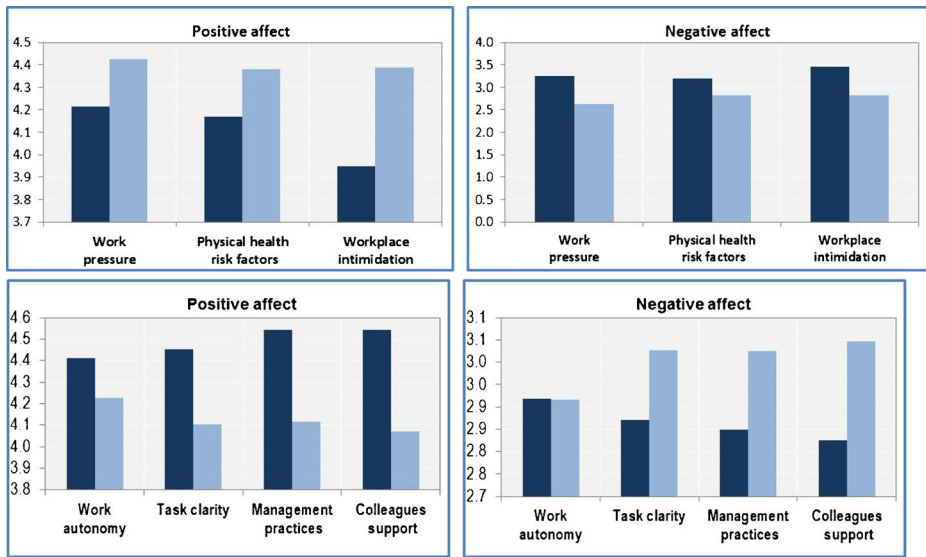 Positive affect
4.5
4.4
4.3
4.2
4.1
4.0
3.9
3.8
3.7
Work
pressure
Physical health
risk factors
Workplace
intimidation
Negative affect
4.0
3.5
3.0
2.5
2.0
1.5
1.0
0.5
0.0
Work
pressure
Physical health
risk factors
Workplace
intimidation
Positive affect
4.6
4.5
4.4
4.3
4.2
4.1
4.0
3.9
3.8
Work
autonomy
Task clarity
Management
practices
Colleagues
support
Negative affect
3.1
3.1
3.0
3.0
2.9
2.9
2.8
2.8
2.7
Work
autonomy
Task clarity
Management
practices
Colleagues
support